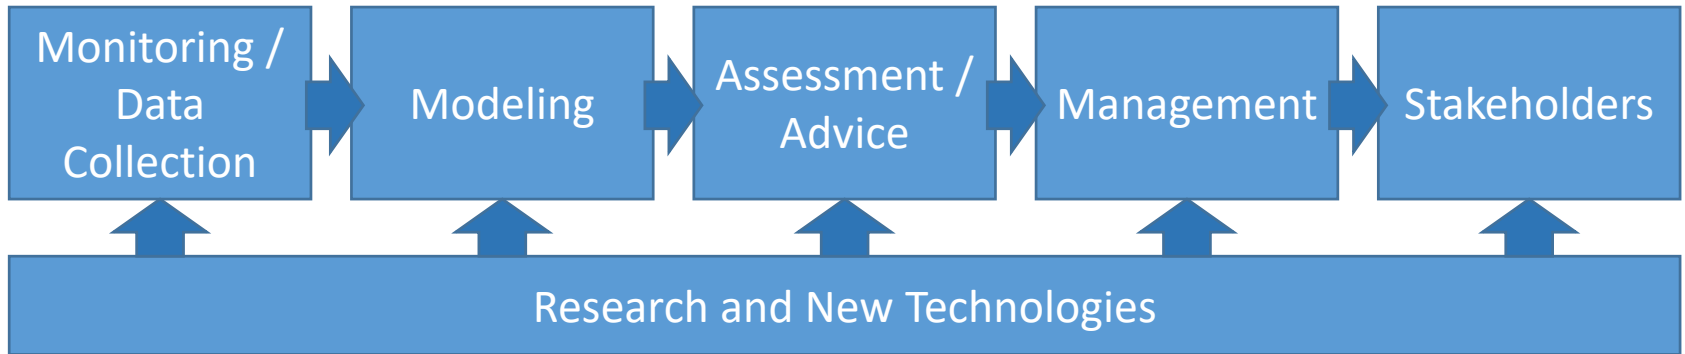 Monitoring /
Data
Collection
Modeling
Assessment /
Advice
Management
Stakeholders
Research and New Technologies